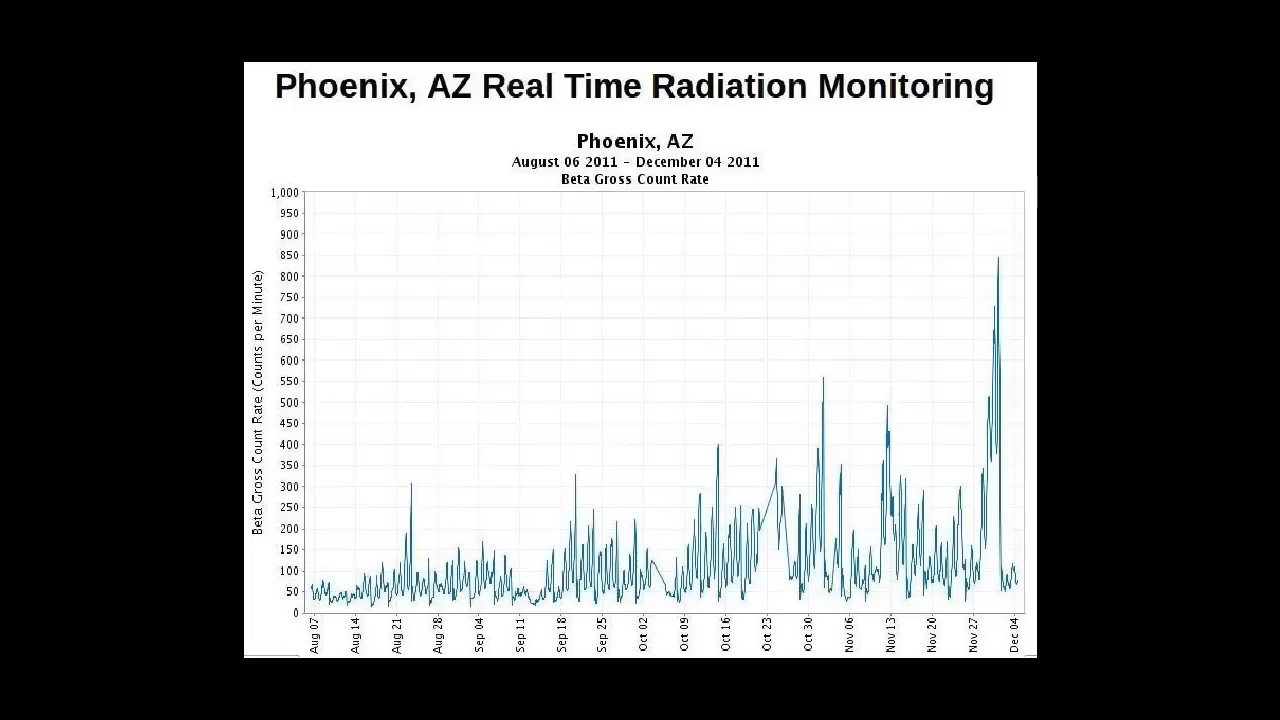 Phoenix, AZ Real Time Radiation Monitoring
Phoenix, AZ
August 06 2011 - December 04 2011
Beta Gross Count Rate
Beta Gross Count Rate (Counts per Minute)
1,000
950
900
850
800
750
700
650
600
550
500
450
400
350
300
250
200
150
100
50
0
Aug 07
Aug 14
Aug 21
Aug 28
Sep 04
Sep 11
Sep 18
Sep 25
Oct 02
Oct 09
Oct 16
Oct 23
Oct 30
Nov 06
Nov 13
Nov 20
Nov 27
Dec 04